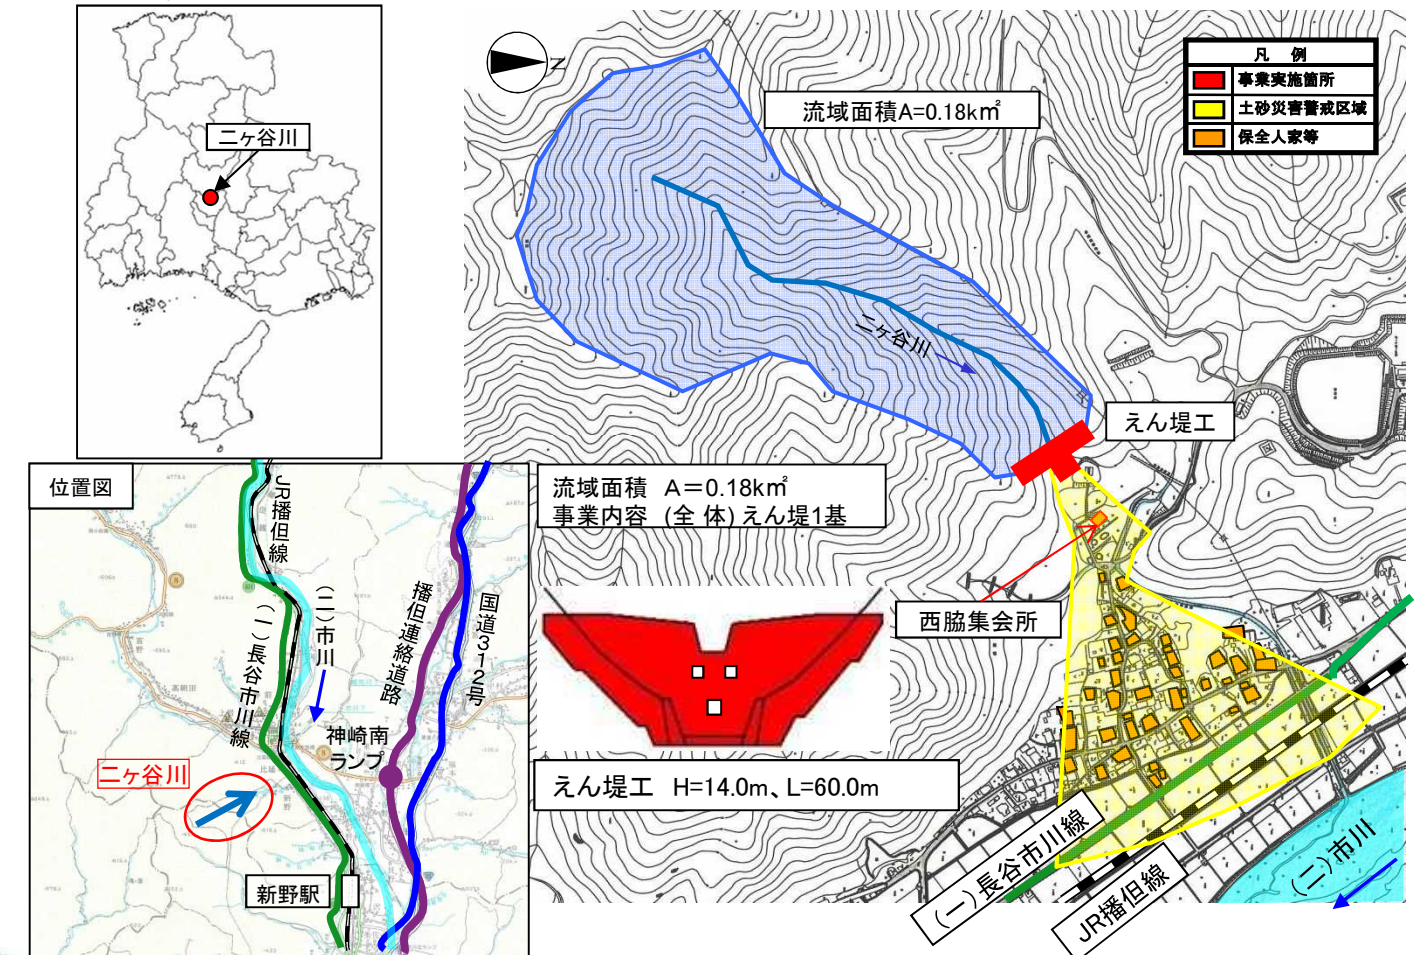 二ヶ谷川
N
流域面積A=0.18k㎡
凡 例
事業実施箇所
土砂災害警戒区域
保全人家等
二ヶ谷川
えん堤工
流域面積 A＝0.18k㎡
事業内容 (全 体) えん堤1基
西脇集会所
えん堤工 H=14.0m、L=60.0m
(一)長谷市川線
JR播但線
(二)市川
位置図
JR播但線
(二)市川
(一)長谷市川線
播但連絡道路
国道312号
神崎南
ランプ
二ヶ谷川
新野駅